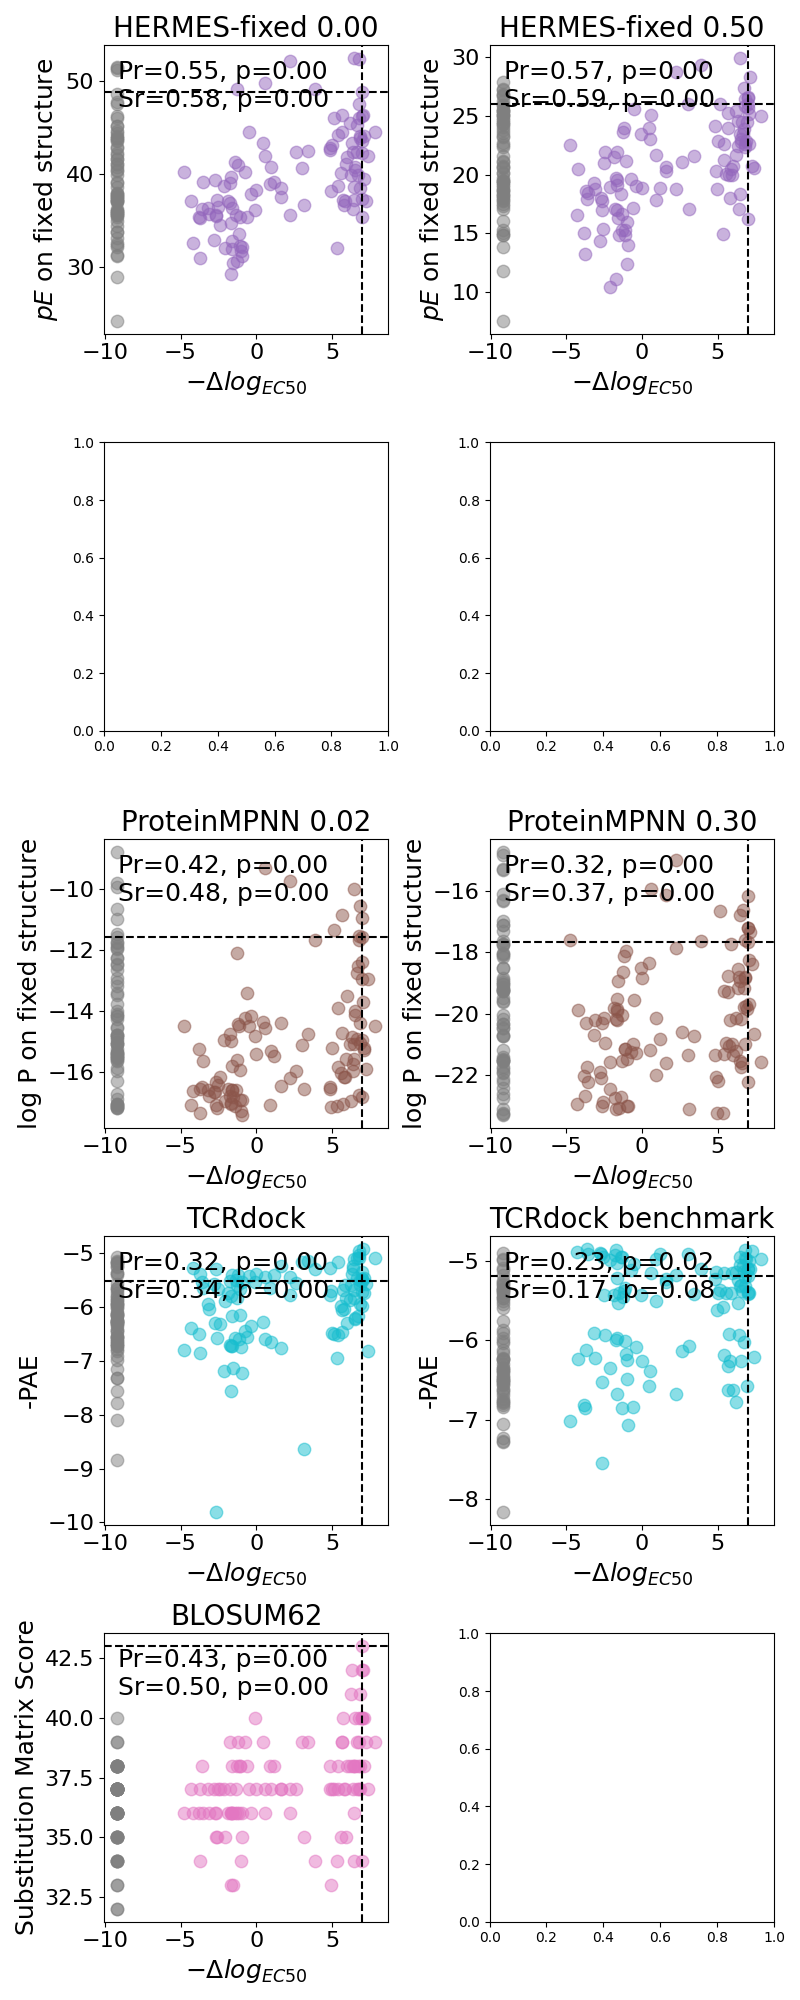 HERMES-fixed 0.00
HERMES-fixed 0.50
Pr=0.55, p=0.00
Sr=0.58, p=0.00
pE on fixed structure
50
40
30
−10 −5 0 5
−Δlog_EC50
Pr=0.57, p=0.00
Sr=0.59, p=0.00
pE on fixed structure
30
25
20
15
10
−10 −5 0 5
−Δlog_EC50
1.0
0.8
0.6
0.4
0.2
0.0
0.0 0.2 0.4 0.6 0.8 1.0
1.0
0.8
0.6
0.4
0.2
0.0
0.0 0.2 0.4 0.6 0.8 1.0
ProteinMPNN 0.02
ProteinMPNN 0.30
Pr=0.42, p=0.00
Sr=0.48, p=0.00
log P on fixed structure
−10
−12
−14
−16
−10 −5 0 5
−Δlog_EC50
Pr=0.32, p=0.00
Sr=0.37, p=0.00
log P on fixed structure
−16
−18
−20
−22
−10 −5 0 5
−Δlog_EC50
TCRdock
TCRdock benchmark
Pr=0.32, p=0.00
Sr=0.34, p=0.00
-PAE
−5
−6
−7
−8
−9
−10
−10 −5 0 5
−Δlog_EC50
Pr=0.23, p=0.02
Sr=0.17, p=0.08
-PAE
−5
−6
−7
−8
−10 −5 0 5
−Δlog_EC50
BLOSUM62
Pr=0.43, p=0.00
Sr=0.50, p=0.00
Substitution Matrix Score
42.5
40.0
37.5
35.0
32.5
−10 −5 0 5
−Δlog_EC50
1.0
0.8
0.6
0.4
0.2
0.0
0.0 0.2 0.4 0.6 0.8 1.0